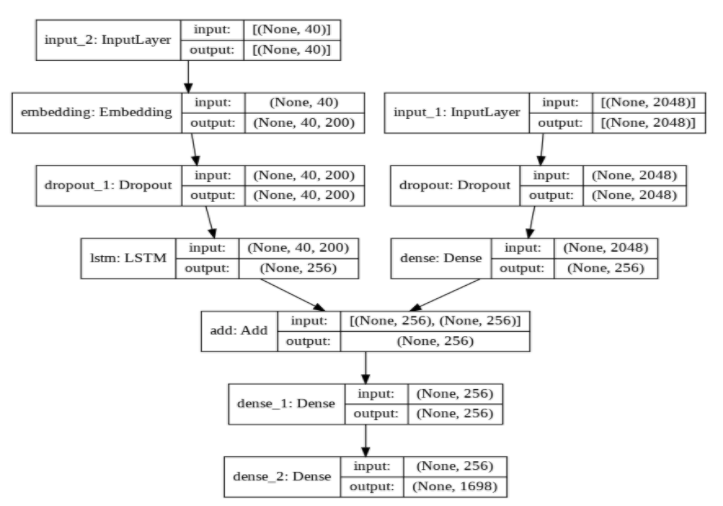 input_2: InputLayer input: [(None, 40)]
output: [(None, 40)]
embedding: Embedding input: (None, 40)
output: (None, 40, 200)
input_1: InputLayer input: [(None, 2048)]
output: [(None, 2048)]
dropout_1: Dropout input: (None, 40, 200)
output: (None, 40, 200)
dropout: Dropout input: (None, 2048)
output: (None, 2048)
lstm: LSTM input: (None, 40, 200)
output: (None, 256)
dense: Dense input: (None, 2048)
output: (None, 256)
add: Add input: [(None, 256), (None, 256)]
output: (None, 256)
dense_1: Dense input: (None, 256)
output: (None, 256)
dense_2: Dense input: (None, 256)
output: (None, 1698)